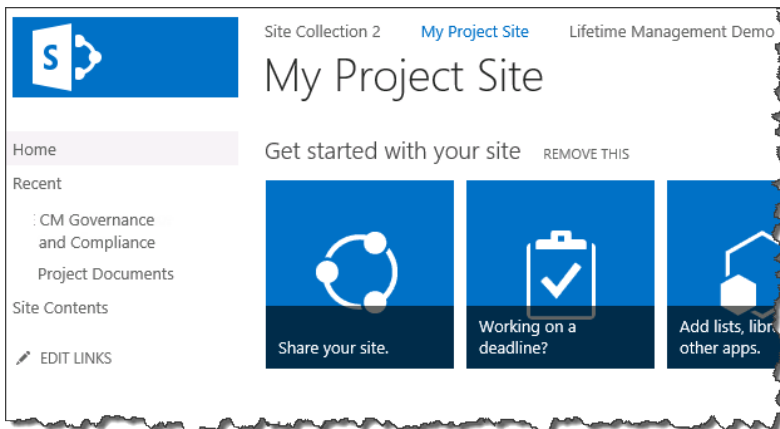 S
Site Collection 2 My Project Site Lifetime Management Demo
My Project Site
Home
Recent
CM Governance
and Compliance
Project Documents
Site Contents
EDIT LINKS
Get started with your site REMOVE THIS
Share your site.
Working on a
deadline?
Add lists,
other apps.